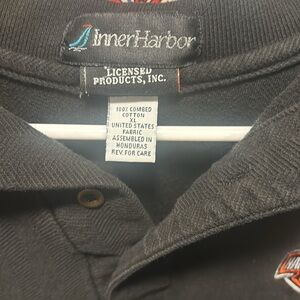 InnerHarbor
LICENSED
PRODUCTS, INC.
100% COMBED
COTTON
XL
UNITED STATES
FABRIC
ASSEMBLED IN
HONDURAS
REV. FOR CARE